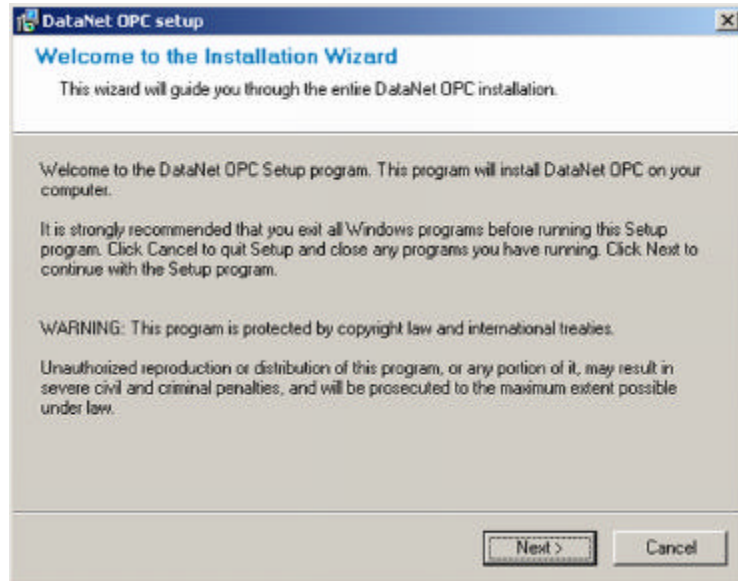 DataNet OPC setup
Welcome to the Installation Wizard
This wizard will guide you through the entire DataNet OPC installation.
Welcome to the DataNet OPC Setup program. This program will install DataNet OPC on your
computer.
It is strongly recommended that you exit all Windows programs before running this Setup
program. Click Cancel to quit Setup and close any programs you have running. Click Next to
continue with the Setup program.
WARNING: This program is protected by copyright law and international treaties.
Unauthorized reproduction or distribution of this program, or any portion of it, may result in
severe civil and criminal penalties, and will be prosecuted to the maximum extent possible
under law.
Next >
Cancel